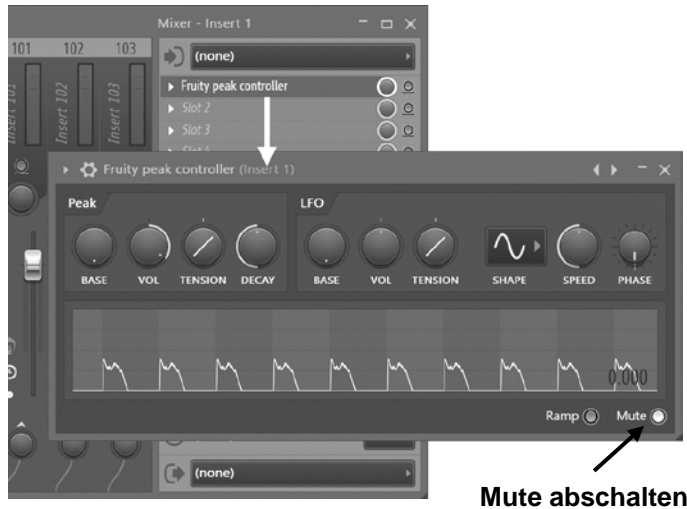 Mixer - Insert 1
101 102 103
(none)
Insert 102
Insert 103
Fruity peak controller
Slot 2
Slot 3
Fruity peak controller (Insert 1)
Peak
LFO
BASE VOL TENSION DECAY
BASE VOL TENSION SHAPE SPEED PHASE
0.000
Ramp Mute
(none)
Mute abschalten